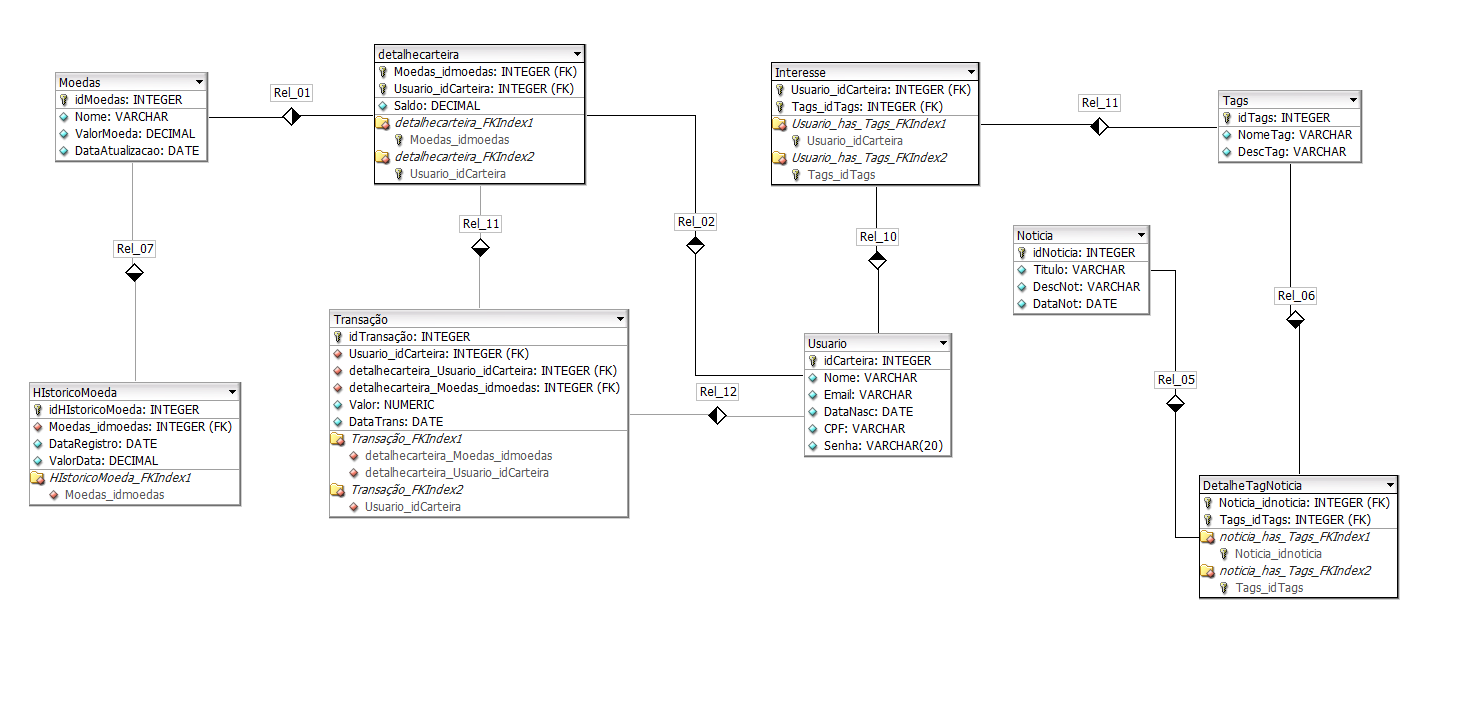 Moedas
idMoedas: INTEGER
Nome: VARCHAR
ValorMoeda: DECIMAL
DataAtualizacao: DATE
Rel_01
detalhecarteira
Moedas_idmoedas: INTEGER (FK)
Usuario_idCarteira: INTEGER (FK)
Saldo: DECIMAL
detalhecarteira_FKIndex1
Moedas_idmoedas
detalhecarteira_FKIndex2
Usuario_idCarteira
Interesse
Usuario_idCarteira: INTEGER (FK)
Tags_idTags: INTEGER (FK)
Usuario_has_Tags_FKIndex1
Usuario_idCarteira
Usuario_has_Tags_FKIndex2
Tags_idTags
Rel_11
Tags
idTags: INTEGER
NomeTag: VARCHAR
DescTag: VARCHAR
Rel_07
Rel_11
Rel_02
Rel_10
Noticia
idNoticia: INTEGER
Titulo: VARCHAR
DescNot: VARCHAR
DataNot: DATE
Rel_06
Transação
idTransação: INTEGER
Usuario_idCarteira: INTEGER (FK)
detalhecarteira_Usuario_idCarteira: INTEGER (FK)
detalhecarteira_Moedas_idmoedas: INTEGER (FK)
Valor: NUMERIC
DataTrans: DATE
Transação_FKIndex1
detalhecarteira_Moedas_idmoedas
detalhecarteira_Usuario_idCarteira
Transação_FKIndex2
Usuario_idCarteira
Rel_12
Usuario
idCarteira: INTEGER
Nome: VARCHAR
Email: VARCHAR
DataNasc: DATE
CPF: VARCHAR
Senha: VARCHAR(20)
Rel_05
HIstoricoMoeda
idHIstoricoMoeda: INTEGER
Moedas_idmoedas: INTEGER (FK)
DataRegistro: DATE
ValorData: DECIMAL
HIstoricoMoeda_FKIndex1
Moedas_idmoedas
DetalheTagNoticia
Noticia_idnoticia: INTEGER (FK)
Tags_idTags: INTEGER (FK)
noticia_has_Tags_FKIndex1
Noticia_idnoticia
noticia_has_Tags_FKIndex2
Tags_idTags